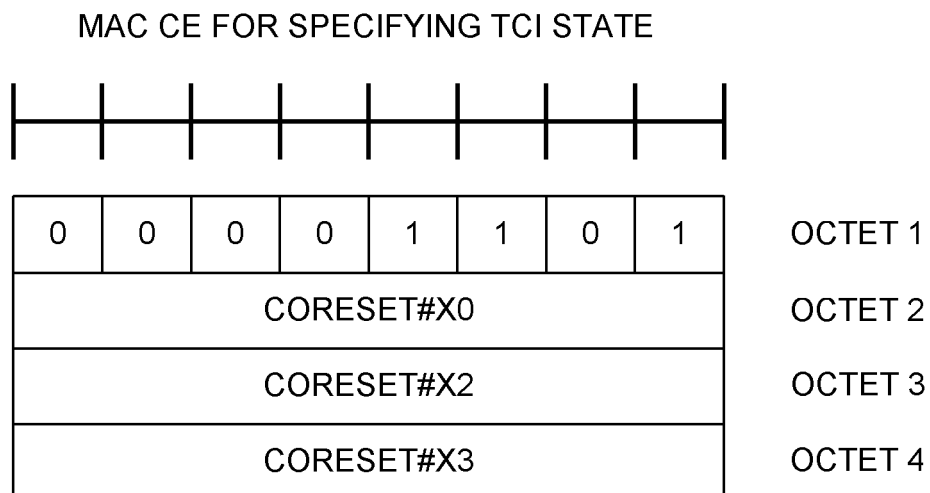 MAC CE FOR SPECIFYING TCI STATE
0 0 0 0 1 1 0 1 OCTET 1
CORESET#X0 OCTET 2
CORESET#X2 OCTET 3
CORESET#X3 OCTET 4